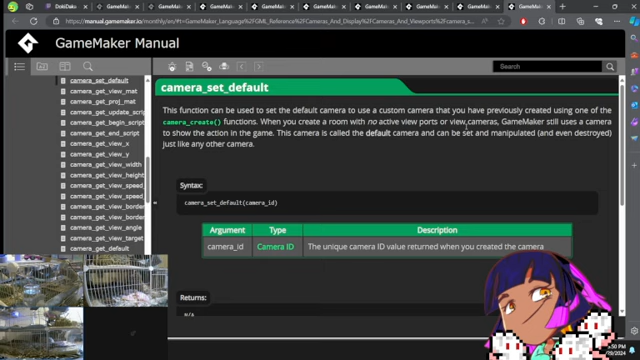 DokiDak
GameMaker
GameMak
GameMak
GameMak
GameMak
GameMak
GameMak
https://manual.gamemaker.io/monthly/en/#t=GameMaker_Language%2FGML_Reference%2FCameras_and_Display%2FCameras_And_Viewports%2FCamera_s
GameMaker Manual
Search
camera_set_default
camera_get_view_mat
camera_get_proj_mat
camera_get_update_script
camera_get_begin_script
camera_get_end_script
camera_get_view_x
camera_get_view_y
camera_get_view_width
camera_get_view_height
camera_get_view_speed_
camera_get_view_speed_
camera_get_view_border
camera_get_view_border
camera_get_view_angle
camera_get_view_target
camera_get_default
camera_set_default
This function can be used to set the default camera to use a custom camera that you have previously created using one of the
camera_create() functions. When you create a room with no active view ports or view cameras, GameMaker still uses a camera
to show the action in the game. This camera is called the default camera and can be set and manipulated (and even destroyed)
just like any other camera.
Syntax:
camera_set_default(camera_id)
Argument Type Description
camera_id Camera ID The unique camera ID value returned when you created the camera
Returns:
N/A